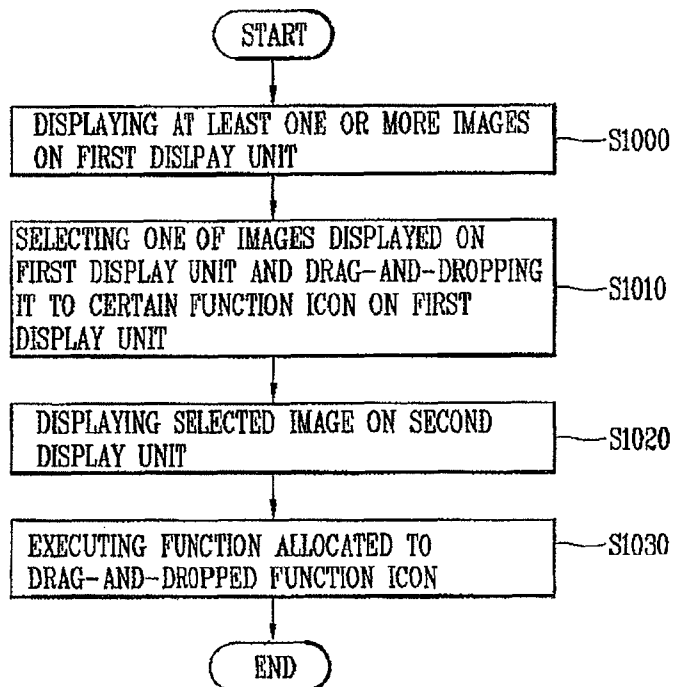 START
DISPLAYING AT LEAST ONE OR MORE IMAGES
ON FIRST DISLPAY UNIT
S1000
SELECTING ONE OF IMAGES DISPLAYED ON
FIRST DISPLAY UNIT AND DRAG-AND-DROPPING
IT TO CERTAIN FUNCTION ICON ON FIRST
DISPLAY UNIT
S1010
DISPLAYING SELECTED IMAGE ON SECOND
DISPLAY UNIT
S1020
EXECUTING FUNCTION ALLOCATED TO
DRAG-AND-DROPPED FUNCTION ICON
S1030
END